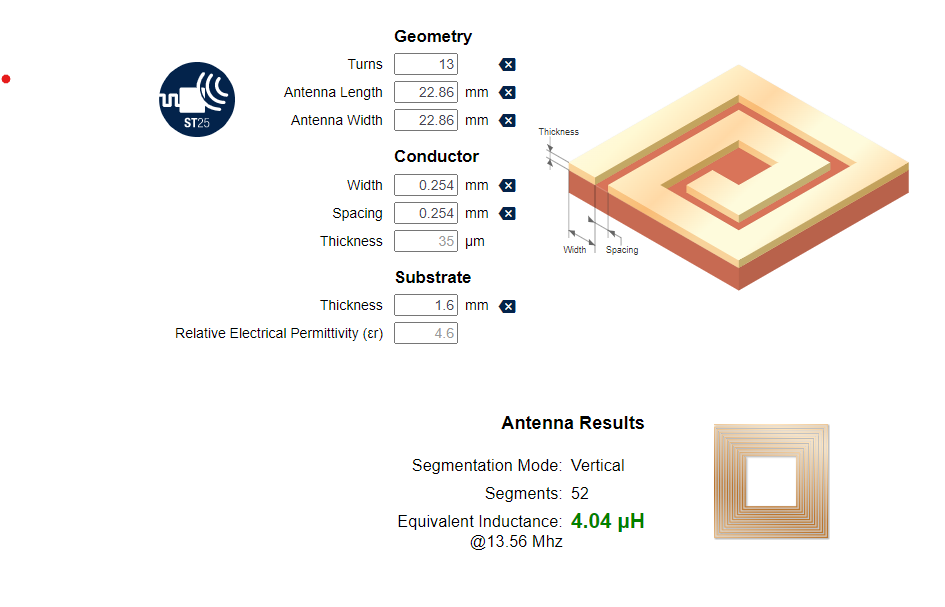 Geometry
Turns 13
Antenna Length 22.86 mm
Antenna Width 22.86 mm
ST25
Conductor
Width 0.254 mm
Spacing 0.254 mm
Thickness 35 µm
Substrate
Thickness 1.6 mm
Relative Electrical Permittivity (εr) 4.6
Thickness
Width
Spacing
Antenna Results
Segmentation Mode: Vertical
Segments: 52
Equivalent Inductance: 4.04 µH
@13.56 Mhz